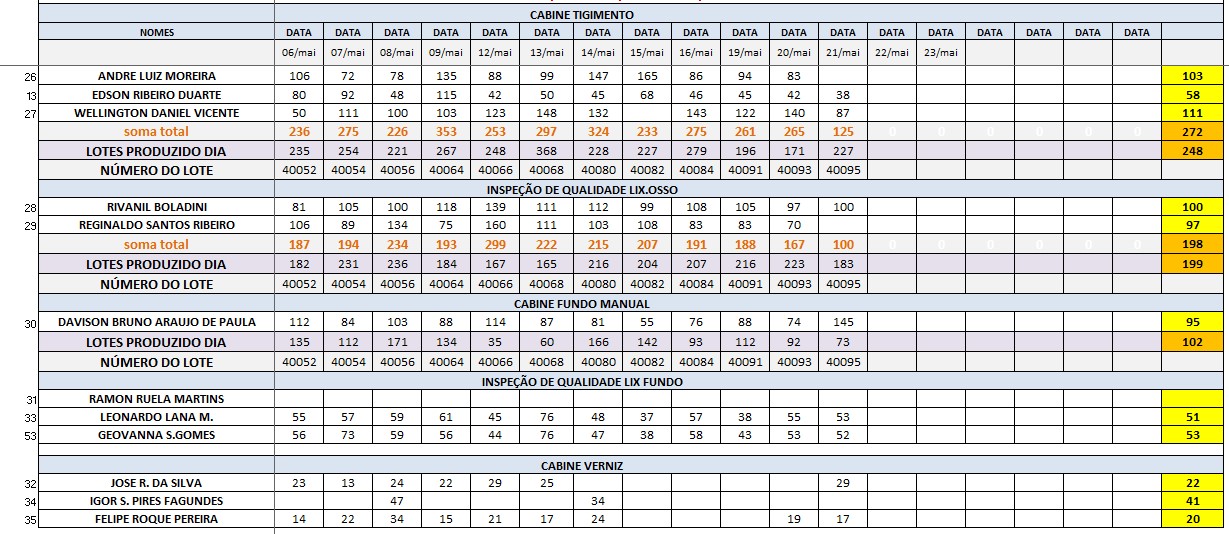 CABINE TIGIMENTO
NOMES DATA DATA DATA DATA DATA DATA DATA DATA DATA DATA DATA DATA DATA DATA DATA DATA DATA DATA
06/mai 07/mai 08/mai 09/mai 12/mai 13/mai 14/mai 15/mai 16/mai 19/mai 20/mai 21/mai 22/mai 23/mai
26 ANDRE LUIZ MOREIRA 106 72 78 135 88 99 147 165 86 94 83 103
13 EDSON RIBEIRO DUARTE 80 92 48 115 42 50 45 68 46 45 42 38 58
27 WELLINGTON DANIEL VICENTE 50 111 100 103 123 148 132 143 122 140 87 111
soma total 236 275 226 353 253 297 324 233 275 261 265 125 0 0 0 0 0 0 272
LOTES PRODUZIDO DIA 235 254 221 267 248 368 228 227 279 196 171 227 248
NÚMERO DO LOTE 40052 40054 40056 40064 40066 40068 40080 40082 40084 40091 40093 40095
INSPEÇÃO DE QUALIDADE LIX.OSSO
28 RIVANIL BOLADINI 81 105 100 118 139 111 112 99 108 105 97 100 100
29 REGINALDO SANTOS RIBEIRO 106 89 134 75 160 111 103 108 83 83 70 97
soma total 187 194 234 193 299 222 215 207 191 188 167 100 0 0 0 0 0 0 198
LOTES PRODUZIDO DIA 182 231 236 184 167 165 216 204 207 216 223 183 199
NÚMERO DO LOTE 40052 40054 40056 40064 40066 40068 40080 40082 40084 40091 40093 40095
CABINE FUNDO MANUAL
30 DAVISON BRUNO ARAUJO DE PAULA 112 84 103 88 114 87 81 55 76 88 74 145 95
LOTES PRODUZIDO DIA 135 112 171 134 35 60 166 142 93 112 92 73 102
NÚMERO DO LOTE 40052 40054 40056 40064 40066 40068 40080 40082 40084 40091 40093 40095
INSPEÇÃO DE QUALIDADE LIX FUNDO
31 RAMON RUELA MARTINS
33 LEONARDO LANA M. 55 57 59 61 45 76 48 37 57 38 55 53 51
53 GEOVANNA S.GOMES 56 73 59 56 44 76 47 38 58 43 53 52 53
CABINE VERNIZ
32 JOSE R. DA SILVA 23 13 24 22 29 25 29 22
34 IGOR S. PIRES FAGUNDES 47 34 41
35 FELIPE ROQUE PEREIRA 14 22 34 15 21 17 24 19 17 20